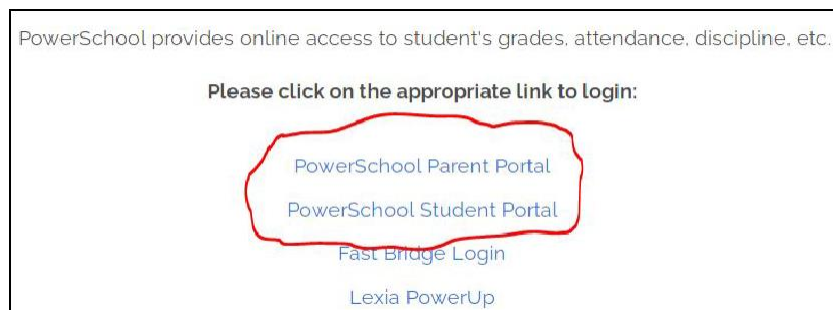 PowerSchool provides online access to student's grades, attendance, discipline, etc.
Please click on the appropriate link to login:
PowerSchool Parent Portal
PowerSchool Student Portal
Fast Bridge Login
Lexia PowerUp